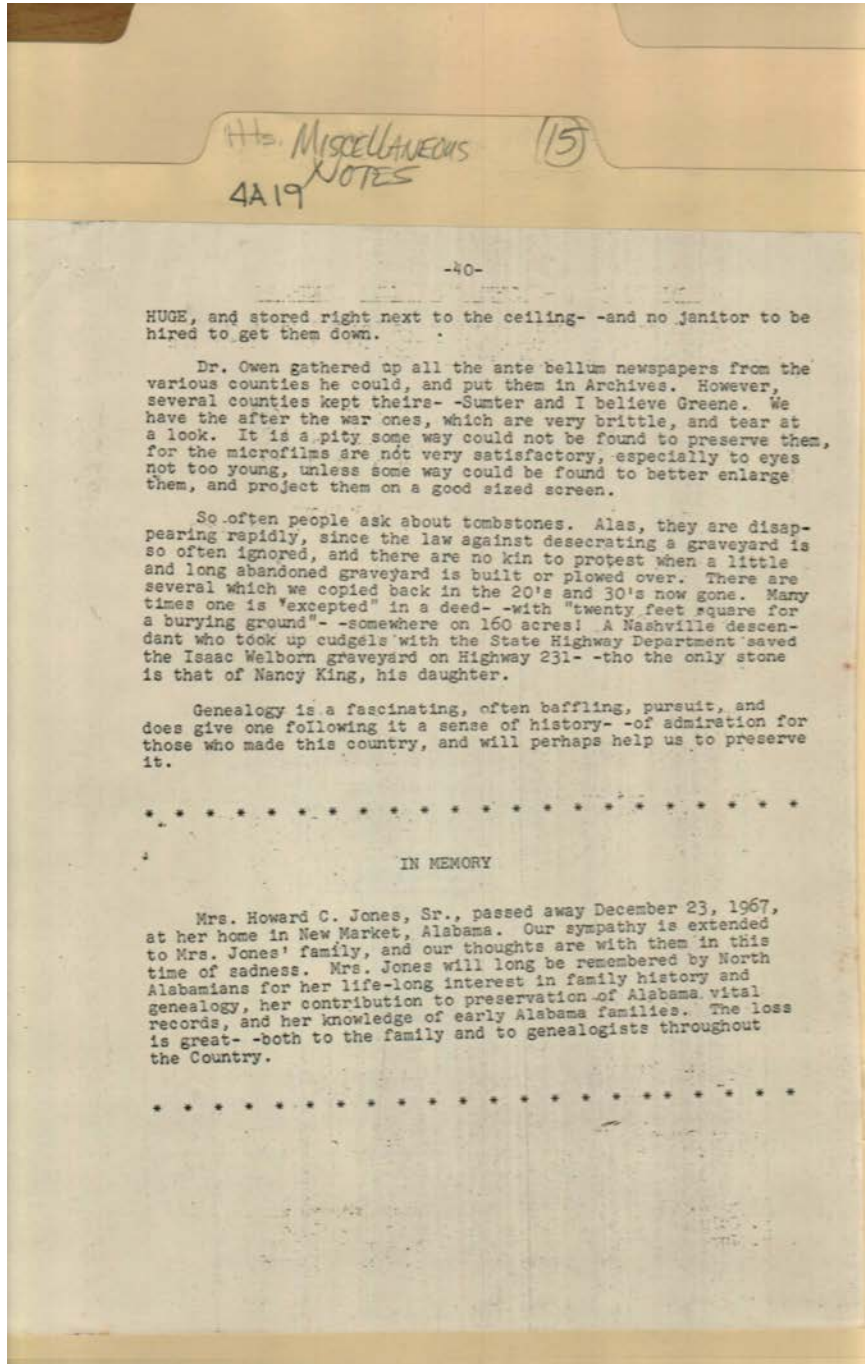 Hts. MISCELLANEOUS (15)
NOTES
4A19
-40-
HUGE, and stored right next to the ceiling- -and no janitor to be
hired to get them down.
Dr. Owen gathered up all the ante bellum newspapers from the
various counties he could, and put them in Archives. However,
several counties kept theirs- -Sumter and I believe Greene. We
have the after the war ones, which are very brittle, and tear at
a look. It is a pity some way could not be found to preserve them,
for the microfilms are not very satisfactory, especially to eyes
not too young, unless some way could be found to better enlarge
them, and project them on a good sized screen.
So often people ask about tombstones. Alas, they are disap-
pearing rapidly, since the law against desecrating a graveyard is
so often ignored, and there are no kin to protest when a little
and long abandoned graveyard is built or plowed over. There are
several which we copied back in the 20's and 30's now gone. Many
times one is "excepted" in a deed- -with "twenty feet square for
a burying ground"- -somewhere on 160 acres! A Nashville descen-
dant who took up cudgels with the State Highway Department saved
the Isaac Welborn graveyard on Highway 231- -tho the only stone
is that of Nancy King, his daughter.
Genealogy is a fascinating, often baffling, pursuit, and
does give one following it a sense of history- -of admiration for
those who made this country, and will perhaps help us to preserve
it.
* * * * * * * * * * * * * * * * * * * * * *
IN MEMORY
Mrs. Howard C. Jones, Sr., passed away December 23, 1967,
at her home in New Market, Alabama. Our sympathy is extended
to Mrs. Jones' family, and our thoughts are with them in this
time of sadness. Mrs. Jones will long be remembered by North
Alabamians for her life-long interest in family history and
genealogy, her contribution to preservation of Alabama vital
records, and her knowledge of early Alabama families. The loss
is great- -both to the family and to genealogists throughout
the Country.
* * * * * * * * * * * * * * * * * * * * * *